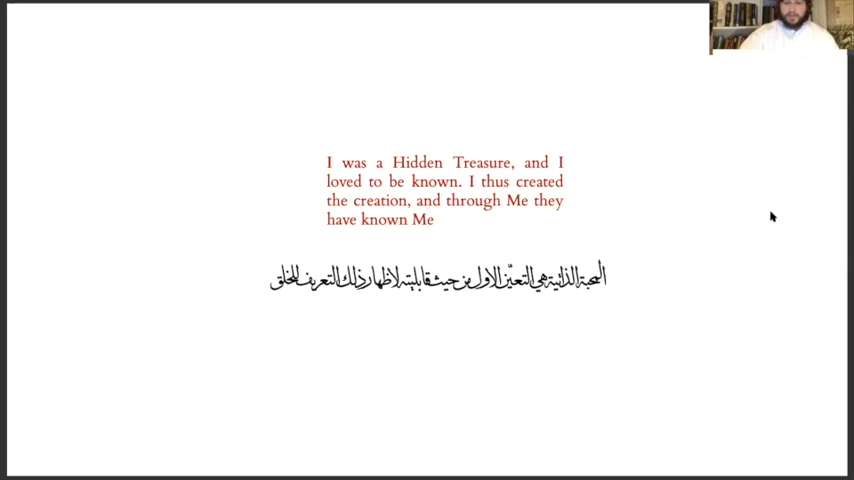 I was a Hidden Treasure, and I
loved to be known. I thus created
the creation, and through Me they
have known Me
المحبة الذاتية هي التعيّن الاول من حيث قابليته لاظهار ذلك التعريف للخلق